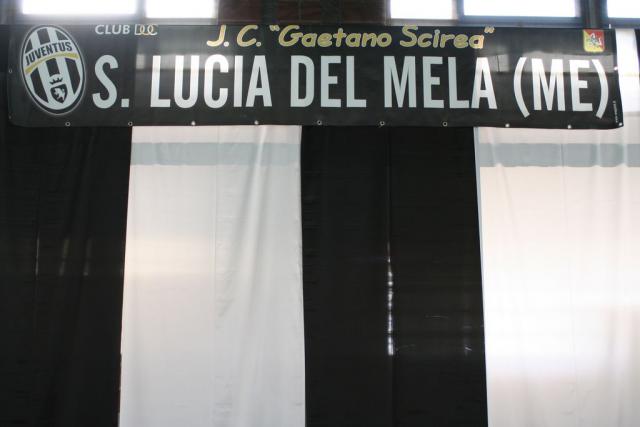 JUVENTUS
CLUB DOC
J. C. "Gaetano Scirea"
S. LUCIA DEL MELA (ME)